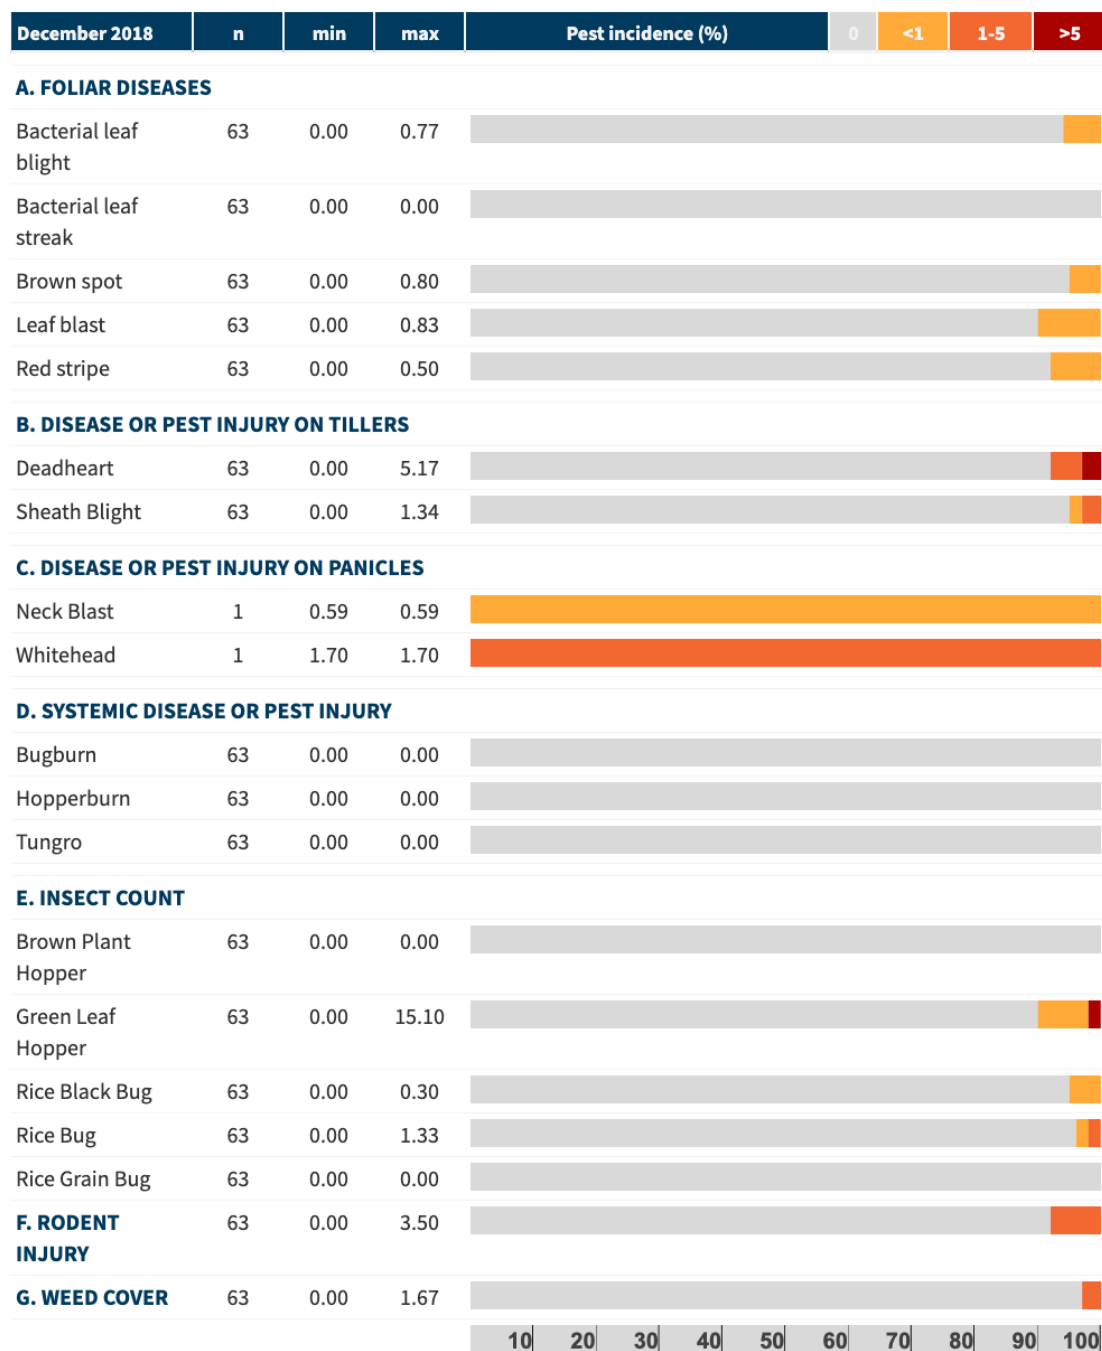 December 2018 n min max Pest incidence (%) 0 <1 1-5 >5
A. FOLIAR DISEASES
Bacterial leaf 63 0.00 0.77
blight
Bacterial leaf 63 0.00 0.00
streak
Brown spot 63 0.00 0.80
Leaf blast 63 0.00 0.83
Red stripe 63 0.00 0.50
B. DISEASE OR PEST INJURY ON TILLERS
Deadheart 63 0.00 5.17
Sheath Blight 63 0.00 1.34
C. DISEASE OR PEST INJURY ON PANICLES
Neck Blast 1 0.59 0.59
Whitehead 1 1.70 1.70
D. SYSTEMIC DISEASE OR PEST INJURY
Bugburn 63 0.00 0.00
Hopperburn 63 0.00 0.00
Tungro 63 0.00 0.00
E. INSECT COUNT
Brown Plant 63 0.00 0.00
Hopper
Green Leaf 63 0.00 15.10
Hopper
Rice Black Bug 63 0.00 0.30
Rice Bug 63 0.00 1.33
Rice Grain Bug 63 0.00 0.00
F. RODENT 63 0.00 3.50
INJURY
G. WEED COVER 63 0.00 1.67
10 20 30 40 50 60 70 80 90 100